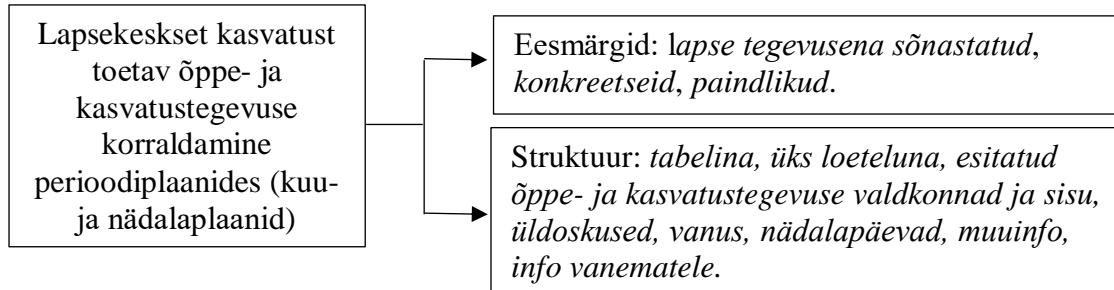 Lapsekeskset kasvatust
toetav õppe- ja
kasvatustegevuse
korraldamine
perioodiplaanides (kuu-
ja nädalaplaanid)
Eesmärgid: lapse tegevusena sõnastatud,
konkreetseid, paindlikud.
Struktuur: tabelina, üks loeteluna, esitatud
õppe- ja kasvatustegevuse valdkonnad ja sisu,
üldoskused, vanus, nädalapäevad, muuinfo,
info vanematele.